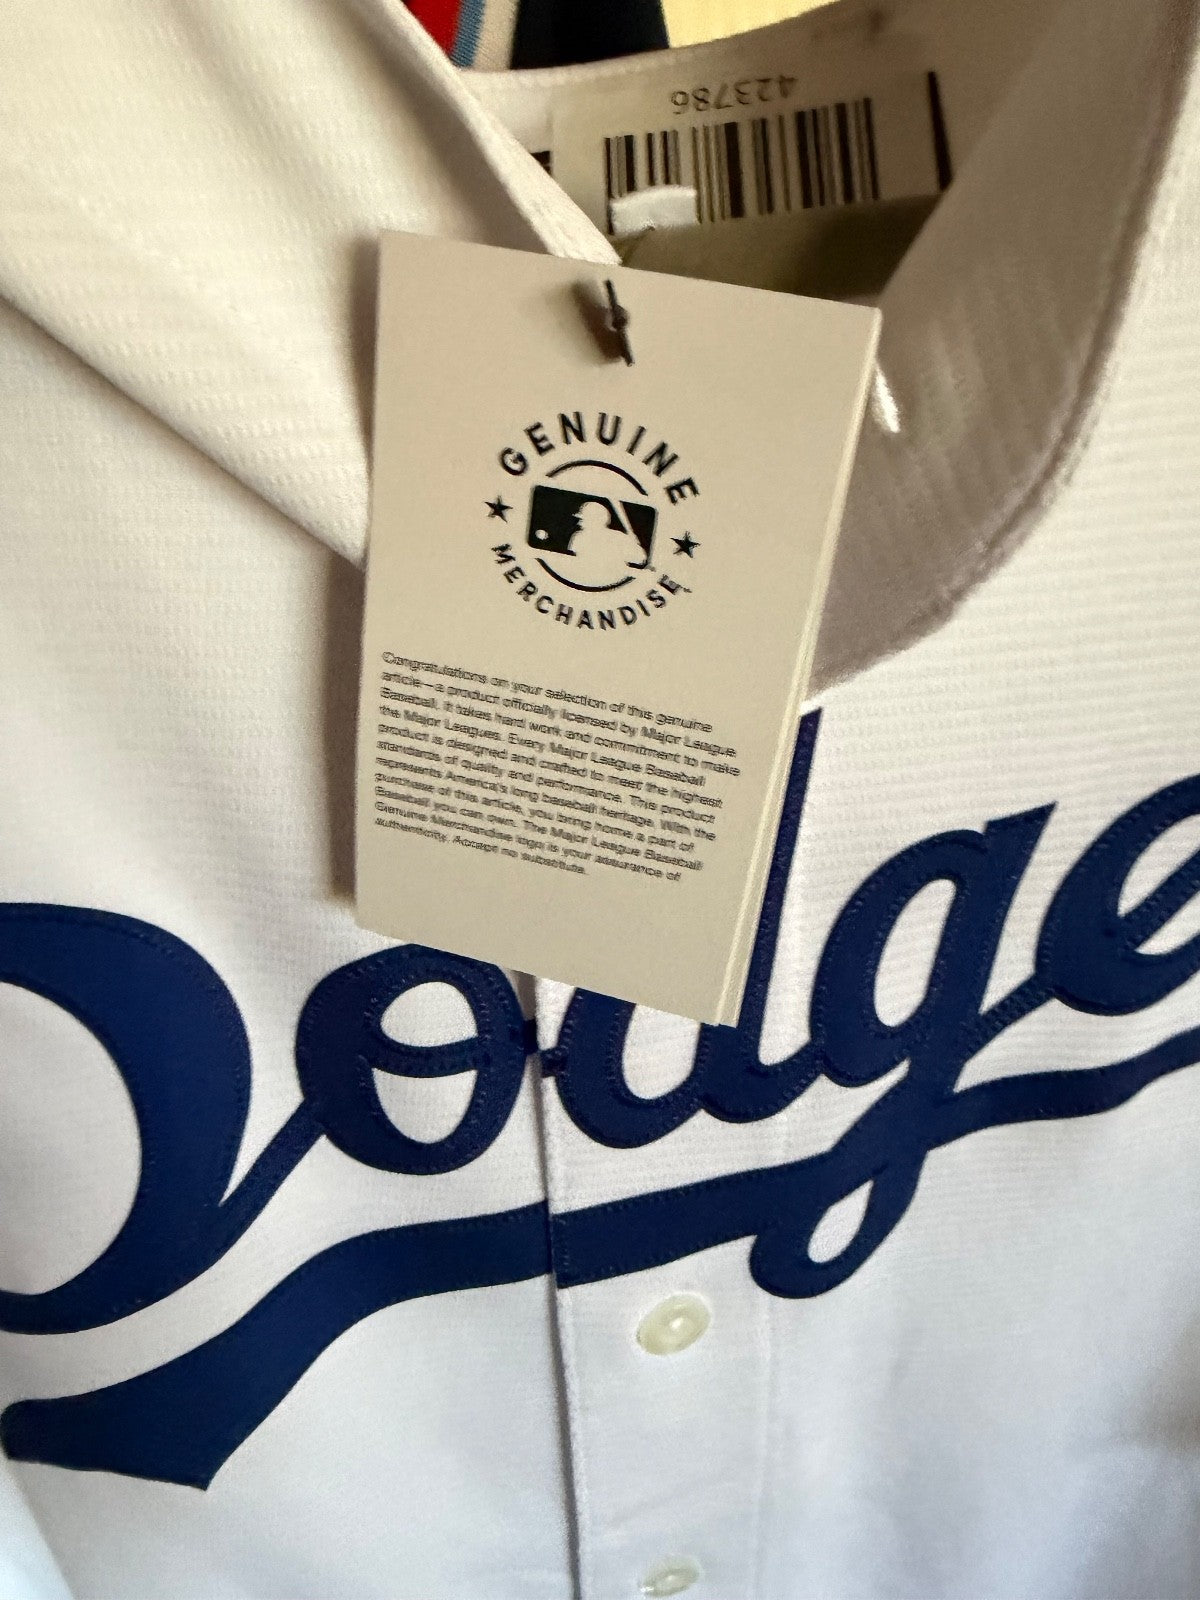 423786
GENUINE
MERCHANDISE
Congratulations on your selection of this genuine
article—a product officially licensed by Major League
Baseball. It takes hard work and commitment to make
the Major Leagues. Every Major League Baseball
product is designed and crafted to meet the highest
standards of quality and performance. This product
represents America's long baseball heritage. With the
purchase of this article, you bring home a part of
Baseball you can own. The Major League Baseball
Genuine Merchandise logo is your assurance of
authenticity. Accept no substitute.
Dodge